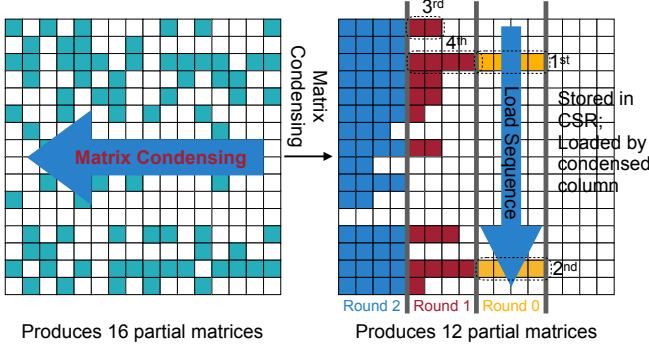 3rd
4th
1st
Matrix
Condensing
Matrix Condensing
Load Sequence
Stored in
CSR;
Loaded by
condensed
column
2nd
Round 2
Round 1
Round 0
Produces 16 partial matrices
Produces 12 partial matrices